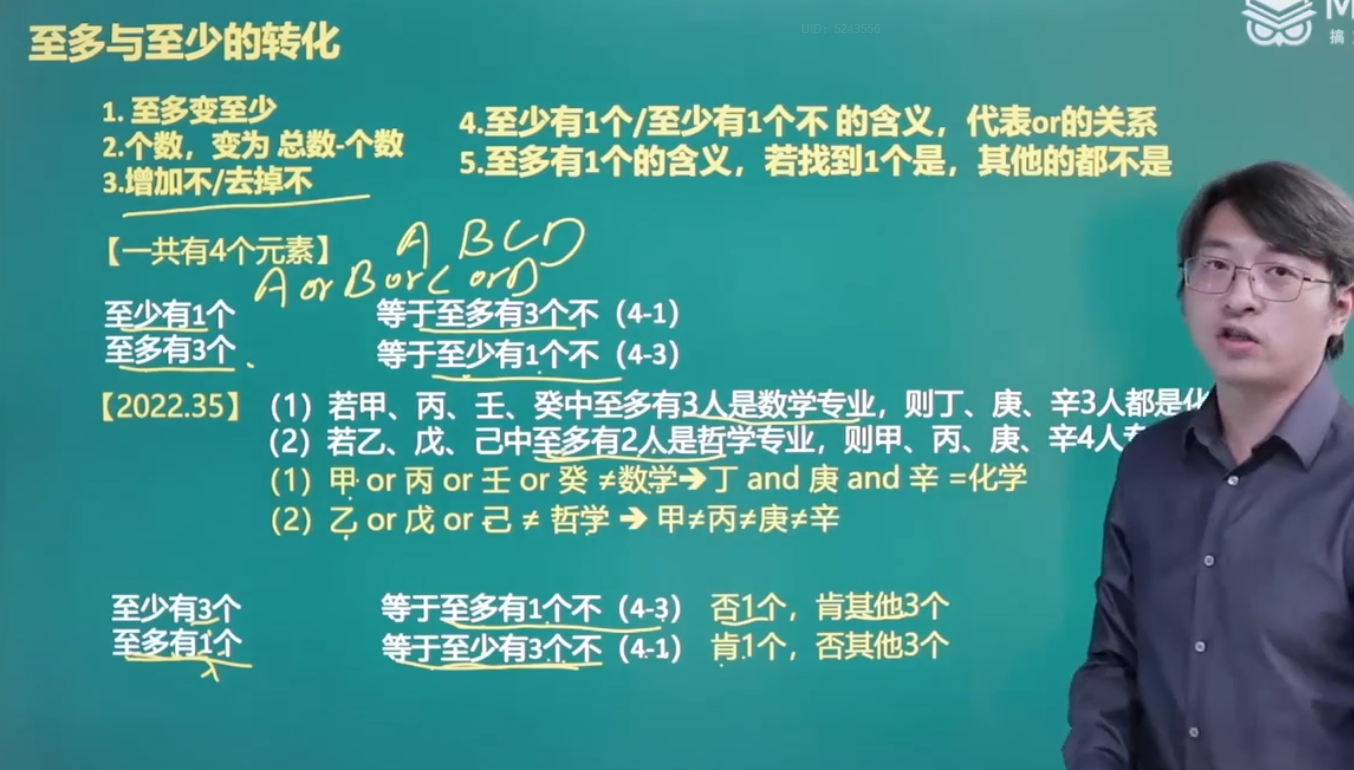 UID: 5243556
M
搞
至多与至少的转化
1. 至多变至少
2.个数，变为 总数-个数
3.增加不/去掉不
4.至少有1个/至少有1个不 的含义，代表or的关系
5.至多有1个的含义，若找到1个是，其他的都不是
【一共有4个元素】 A B C D
A or B or C or D
至少有1个 等于至多有3个不（4-1）
至多有3个 等于至少有1个不（4-3）
【2022.35】（1）若甲、丙、壬、癸中至多有3人是数学专业，则丁、庚、辛3人都是化
（2）若乙、戊、己中至多有2人是哲学专业，则甲、丙、庚、辛4人专
（1）甲 or 丙 or 壬 or 癸 ≠数学➔丁 and 庚 and 辛 =化学
（2）乙 or 戊 or 己 ≠ 哲学 ➔ 甲≠丙≠庚≠辛
至少有3个 等于至多有1个不（4-3） 否1个，肯其他3个
至多有1个 等于至少有3个不（4-1） 肯1个，否其他3个